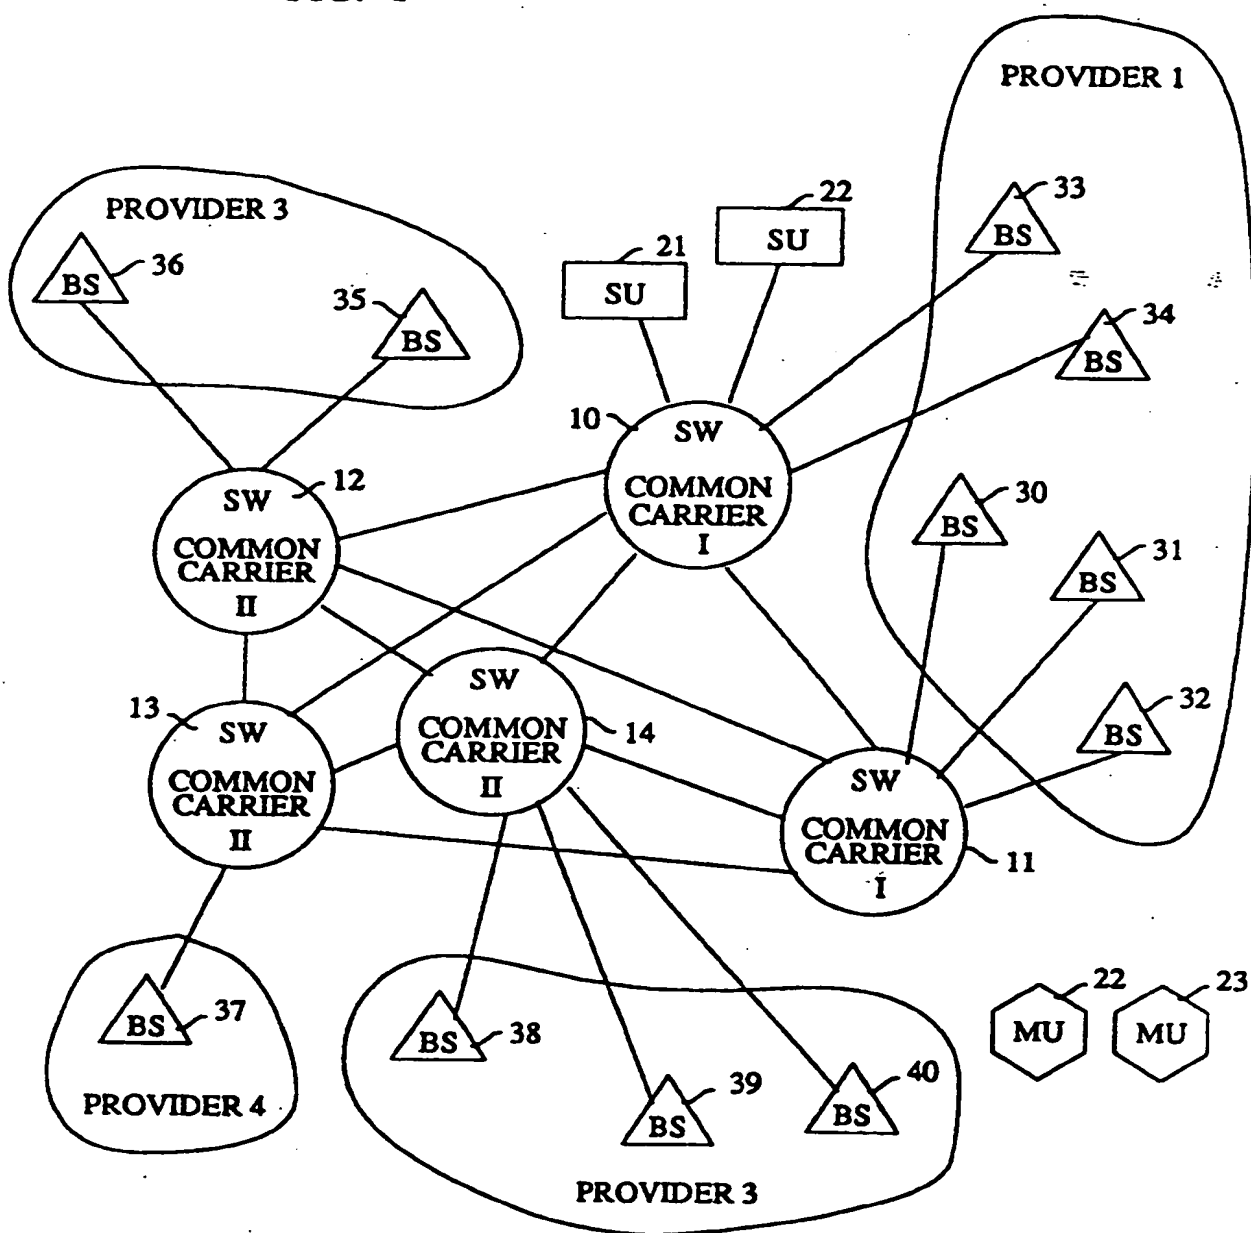 PROVIDER 1
33
BS
34
BS
30
BS
31
BS
32
BS
PROVIDER 3
36
BS
35
BS
22
SU
21
SU
10
SW
COMMON
CARRIER
I
12
SW
COMMON
CARRIER
II
13
SW
COMMON
CARRIER
II
SW
COMMON
CARRIER
II
14
SW
COMMON
CARRIER
I
11
BS
37
PROVIDER 4
BS
38
39
BS
40
BS
PROVIDER 3
22
MU
23
MU